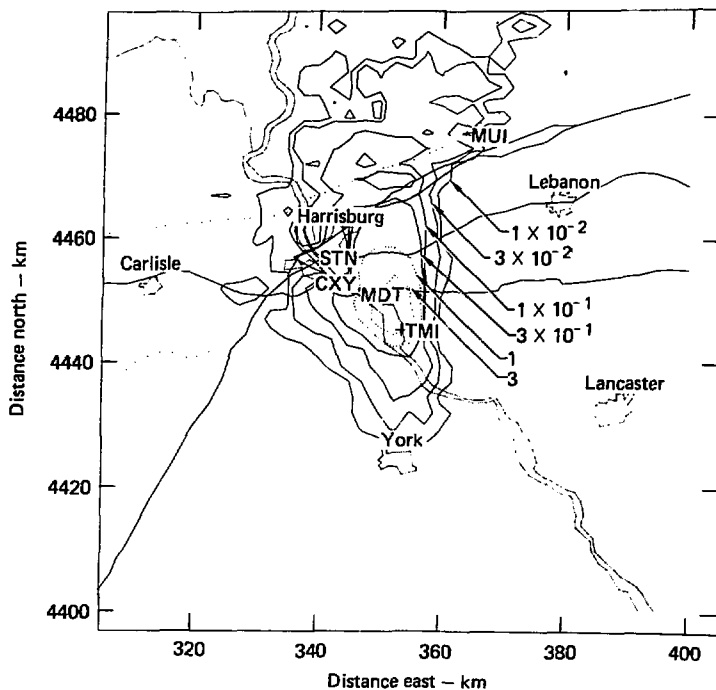 4480
MUI
Lebanon
1 × 10⁻²
Harrisburg
4460
3 × 10⁻²
STN
Carlisle
CXY
MDT
1 × 10⁻¹
3 × 10⁻¹
TMI
1
4440
3
Lancaster
York
4420
4400
320
340
360
380
400
Distance north – km
Distance east – km